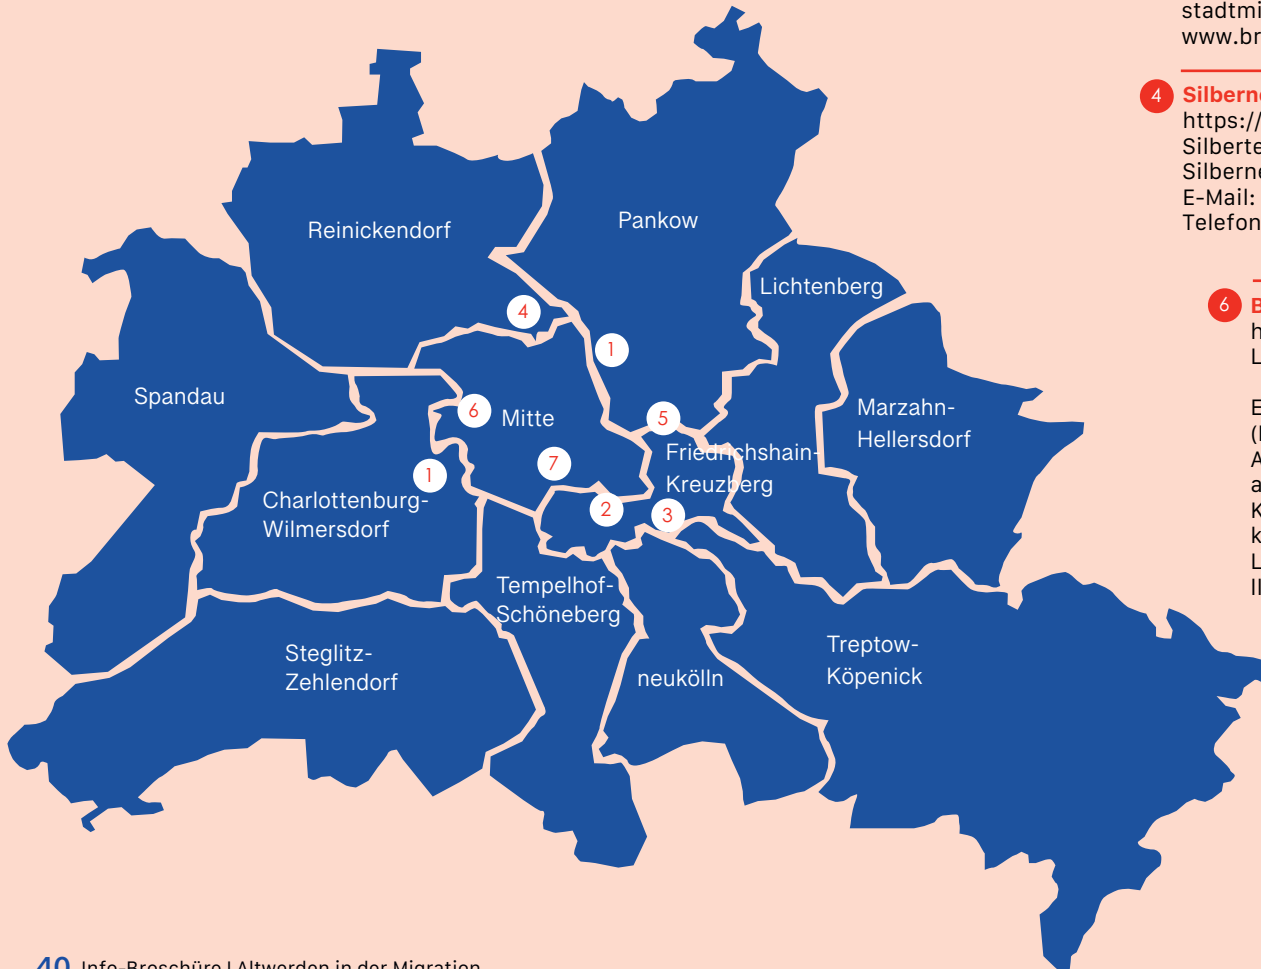 stadtmi
www.br
4 Silberne
https://
Silberte
Silberne
E-Mail:
Telefon
6 B
h
L
E
(
A
a
K
k
L
Il
Reinickendorf
Pankow
Lichtenberg
4
1
Spandau
6
Mitte
5
Marzahn-
Hellersdorf
Friedrichshain-
Kreuzberg
7
1
Charlottenburg-
Wilmersdorf
2
3
Tempelhof-
Schöneberg
Steglitz-
Zehlendorf
neukölln
Treptow-
Köpenick
40 Info-Broschüre | Altwerden in der Migration